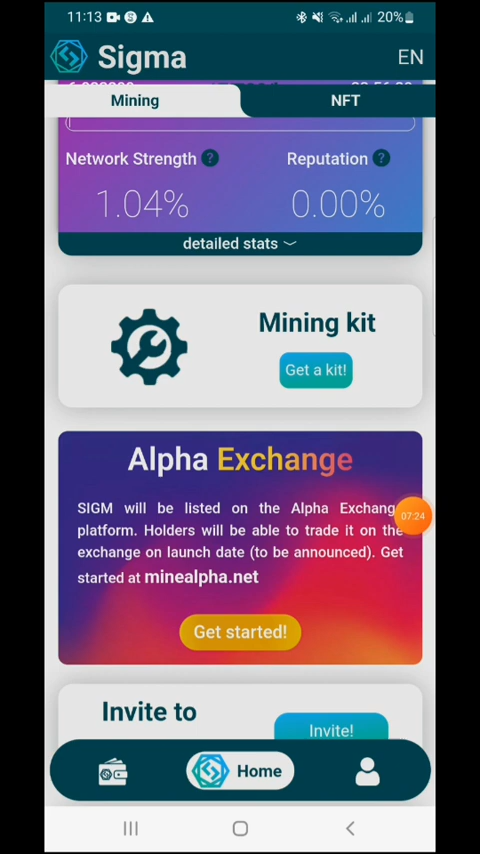 11:13
20%
Sigma
EN
Mining
NFT
Network Strength ?
Reputation ?
1.04%
0.00%
detailed stats
Mining kit
Get a kit!
Alpha Exchange
SIGM will be listed on the Alpha
platform. Holders will be able to trade it on the
exchange on launch date (to be announced). Get
started at minealpha.net
07:24
Get started!
Invite to
Invite!
Home